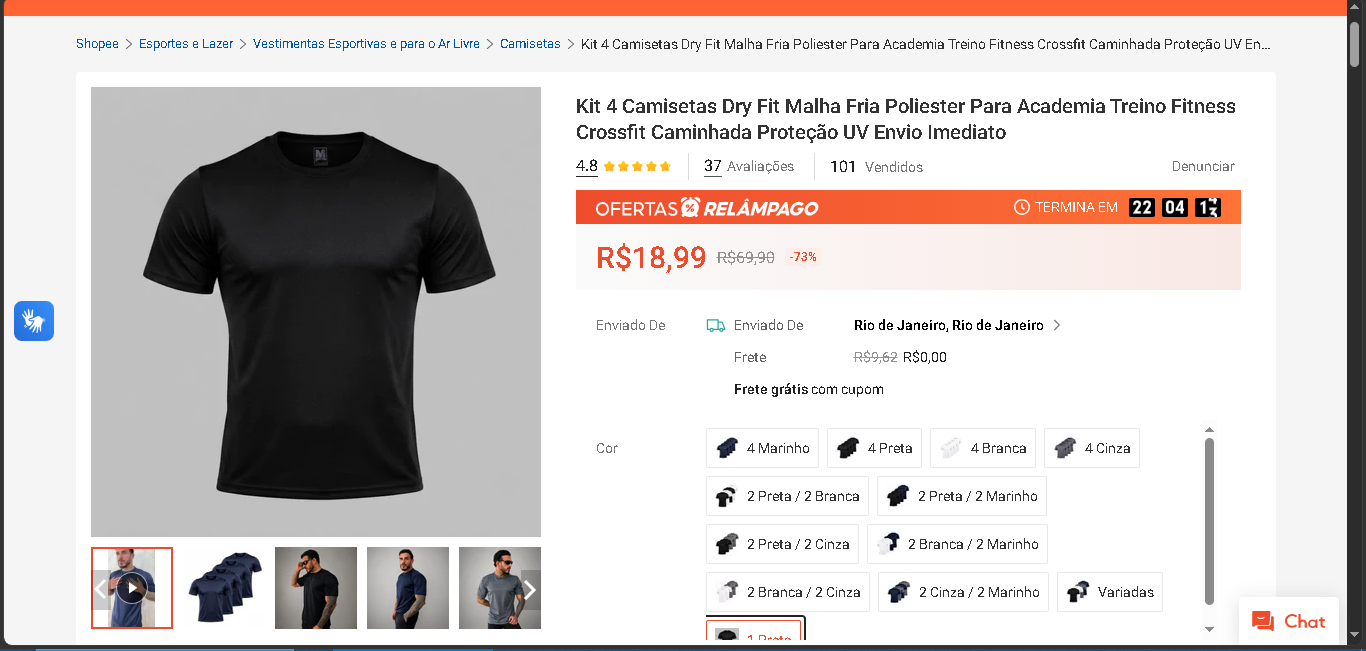 Shopee > Esportes e Lazer > Vestimentas Esportivas e para o Ar Livre > Camisetas > Kit 4 Camisetas Dry Fit Malha Fria Poliester Para Academia Treino Fitness Crossfit Caminhada Proteção UV En...
Kit 4 Camisetas Dry Fit Malha Fria Poliester Para Academia Treino Fitness
Crossfit Caminhada Proteção UV Envio Imediato
4.8 37 Avaliações 101 Vendidos Denunciar
OFERTAS RELÂMPAGO TERMINA EM 22 04
R$18,99 R$69,90 -73%
Enviado De Enviado De Rio de Janeiro, Rio de Janeiro
Frete R$9,62 R$0,00
Frete grátis com cupom
Cor 4 Marinho 4 Preta 4 Branca 4 Cinza
2 Preta / 2 Branca 2 Preta / 2 Marinho
2 Preta / 2 Cinza 2 Branca / 2 Marinho
2 Branca / 2 Cinza 2 Cinza / 2 Marinho Variadas
1 Preta
Chat